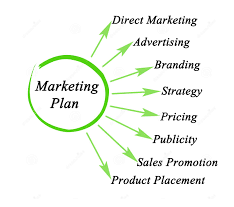 Direct Marketing
Advertising
Branding
Marketing
Plan
Strategy
Pricing
Publicity
Sales Promotion
Product Placement